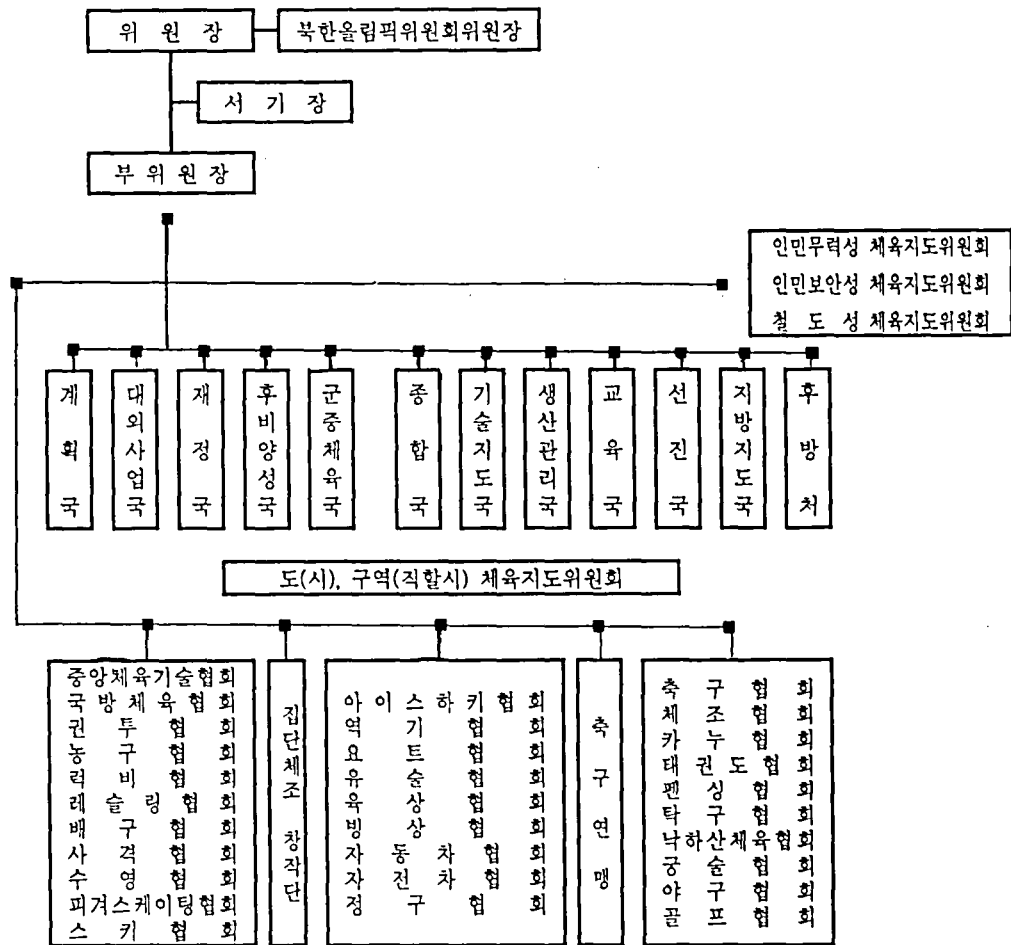 위 원 장
북한올림픽위원회위원장
서 기 장
부 위 원 장
인민무력성 체육지도위원회
인민보안성 체육지도위원회
철 도 성 체육지도위원회
계획국
대외사업국
재정국
후비양성국
군중체육국
종합국
기술지도국
생산관리국
교육국
선진국
지방지도국
후방처
도(시), 구역(직할시) 체육지도위원회
중앙체육기술협회
국방체육협회
권 투 협 회
농 구 협 회
럭 비 협 회
레 슬 링 협 회
배 구 협 회
사 격 협 회
수 영 협 회
피겨스케이팅협회
스 키 협 회
집단체조 창작단
아이스하키협회
역 기 협 회
요 트 협 회
유 술 협 회
육 상 협 회
빙 상 협 회
자 동 차 협 회
자 전 차 협 회
정 구 협 회
축구연맹
축 구 협 회
체 조 협 회
카 누 협 회
태 권 도 협 회
펜 싱 협 회
탁 구 협 회
낙하산체육협회
궁 술 협 회
야 구 협 회
골 프 협 회